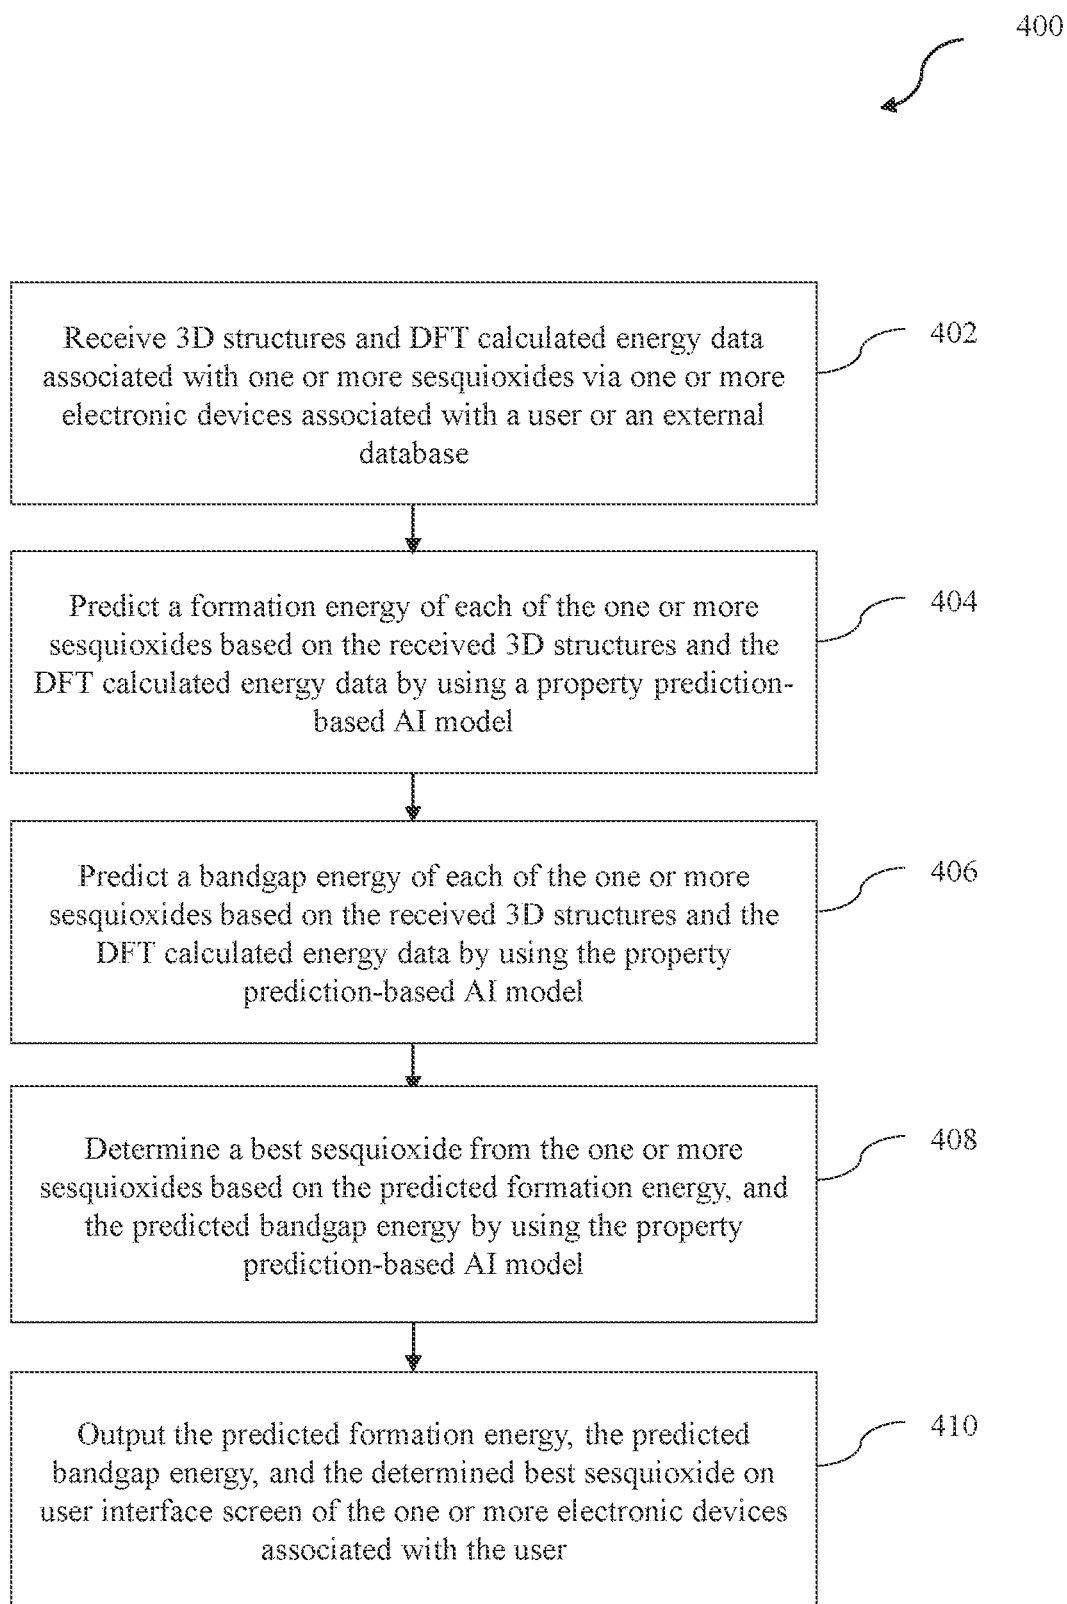 400
Receive 3D structures and DFT calculated energy data
associated with one or more sesquioxides via one or more
electronic devices associated with a user or an external
database
402
Predict a formation energy of each of the one or more
sesquioxides based on the received 3D structures and the
DFT calculated energy data by using a property prediction-
based AI model
404
Predict a bandgap energy of each of the one or more
sesquioxides based on the received 3D structures and the
DFT calculated energy data by using the property
prediction-based AI model
406
Determine a best sesquioxide from the one or more
sesquioxides based on the predicted formation energy, and
the predicted bandgap energy by using the property
prediction-based AI model
408
Output the predicted formation energy, the predicted
bandgap energy, and the determined best sesquioxide on
user interface screen of the one or more electronic devices
associated with the user
410